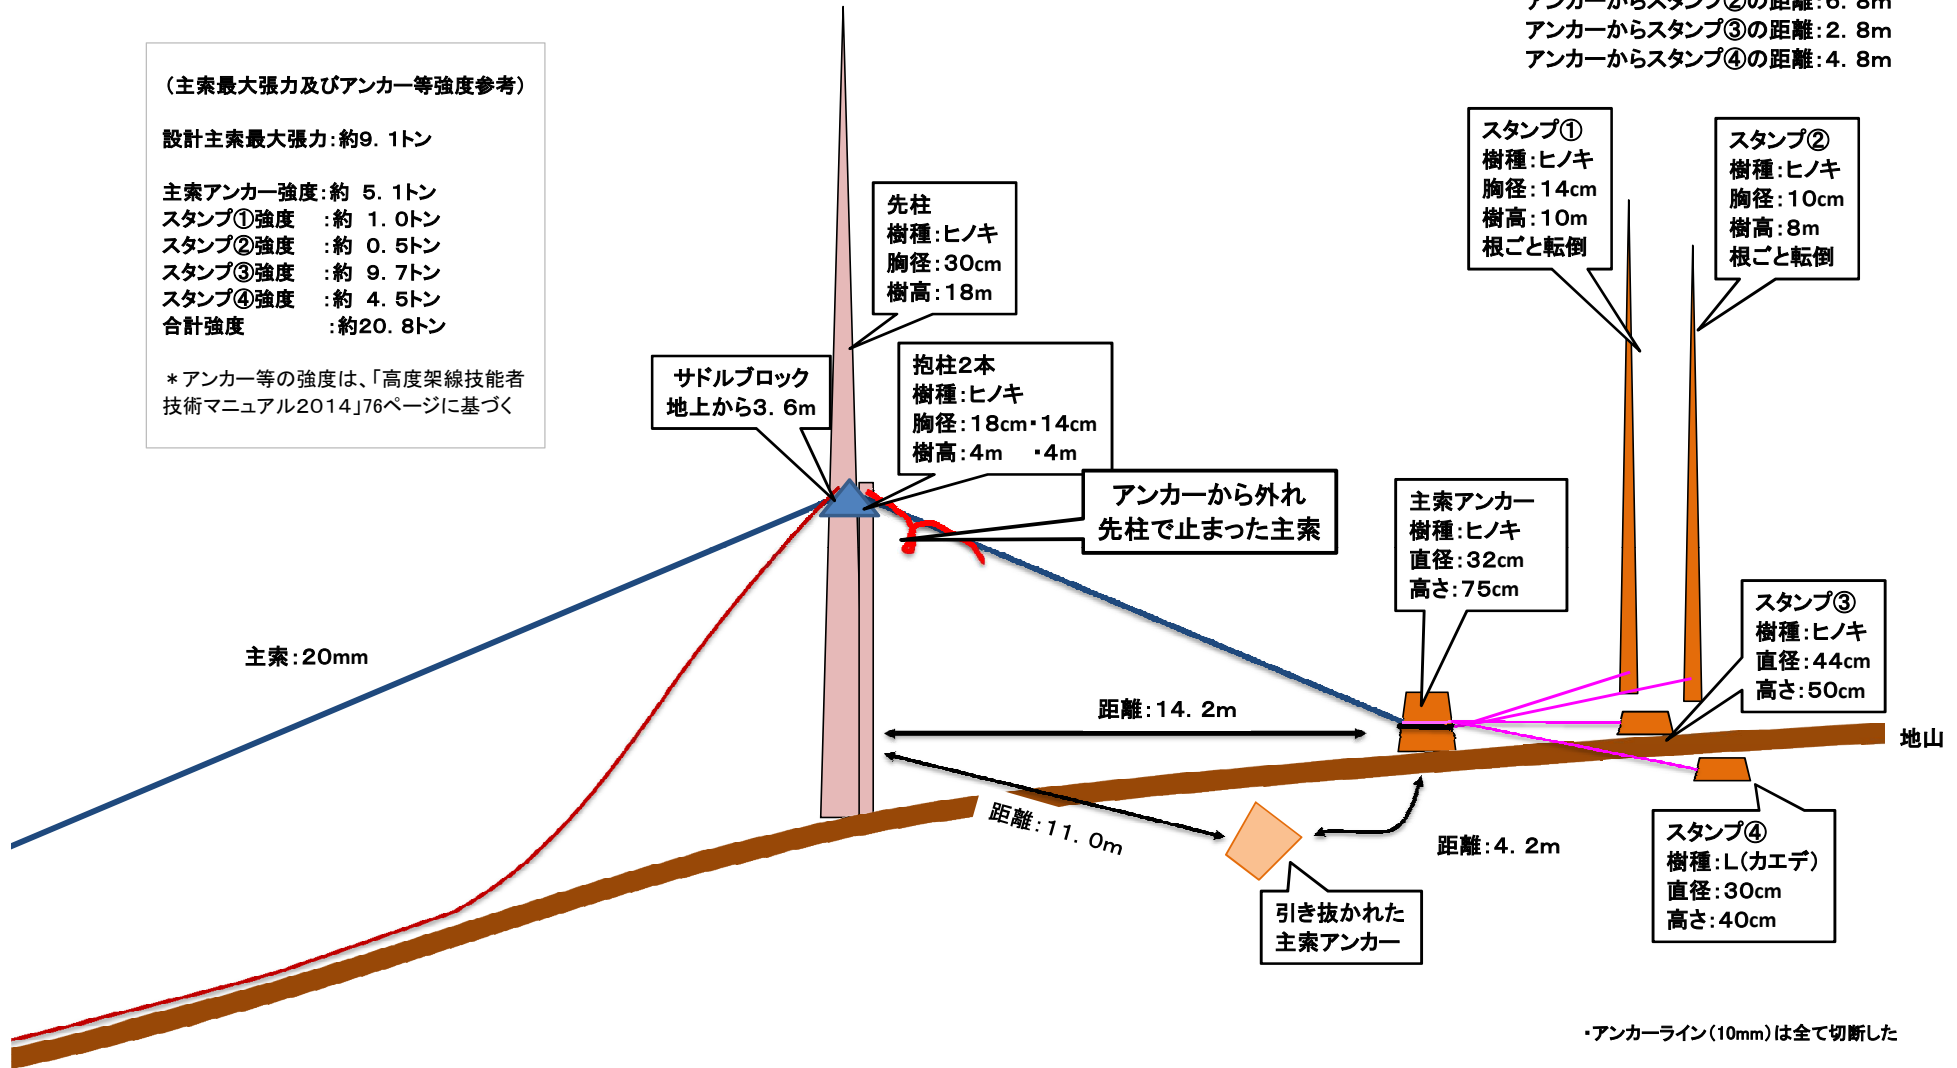 アンカーからスタンプ②の距離:6.8m
アンカーからスタンプ③の距離:2.8m
アンカーからスタンプ④の距離:4.8m
(主索最大張力及びアンカー等強度参考)
設計主索最大張力:約9.1トン
主索アンカー強度:約 5.1トン
スタンプ①強度 :約 1.0トン
スタンプ②強度 :約 0.5トン
スタンプ③強度 :約 9.7トン
スタンプ④強度 :約 4.5トン
合計強度 :約20.8トン
*アンカー等の強度は、「高度架線技能者
技術マニュアル2014」76ページに基づく
スタンプ①
樹種:ヒノキ
胸径:14cm
樹高:10m
根ごと転倒
スタンプ②
樹種:ヒノキ
胸径:10cm
樹高:8m
根ごと転倒
先柱
樹種:ヒノキ
胸径:30cm
樹高:18m
サドルブロック
地上から3.6m
抱柱2本
樹種:ヒノキ
胸径:18cm・14cm
樹高:4m ・4m
アンカーから外れ
先柱で止まった主索
主索アンカー
樹種:ヒノキ
直径:32cm
高さ:75cm
スタンプ③
樹種:ヒノキ
直径:44cm
高さ:50cm
主索:20mm
距離:14.2m
地山
距離:11.0m
距離:4.2m
スタンプ④
樹種:L(カエデ)
直径:30cm
高さ:40cm
引き抜かれた
主索アンカー
・アンカーライン(10mm)は全て切断した